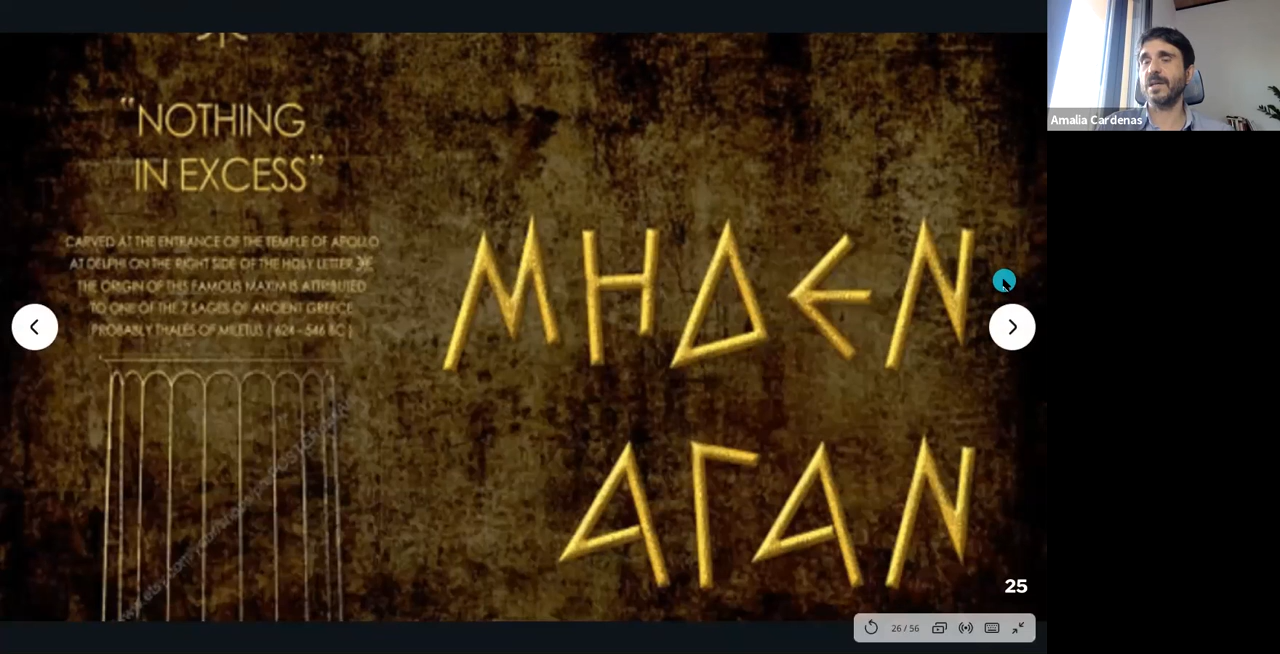 “NOTHING
IN EXCESS”
CARVED AT THE ENTRANCE OF THE TEMPLE OF APOLLO
AT DELPHI ON THE RIGHT SIDE OF THE HOLY LETTER
THE ORIGIN OF THIS FAMOUS MAXIM IS ATTRIBUTED
TO ONE OF THE 7 SAGES OF ANCIENT GREECE
PROBABLY THALES OF MILETUS ( 624 - 546 BC )
ΜΗΔЄΝ
ΑΓΑΝ
25
26 / 56
Amalia Cardenas